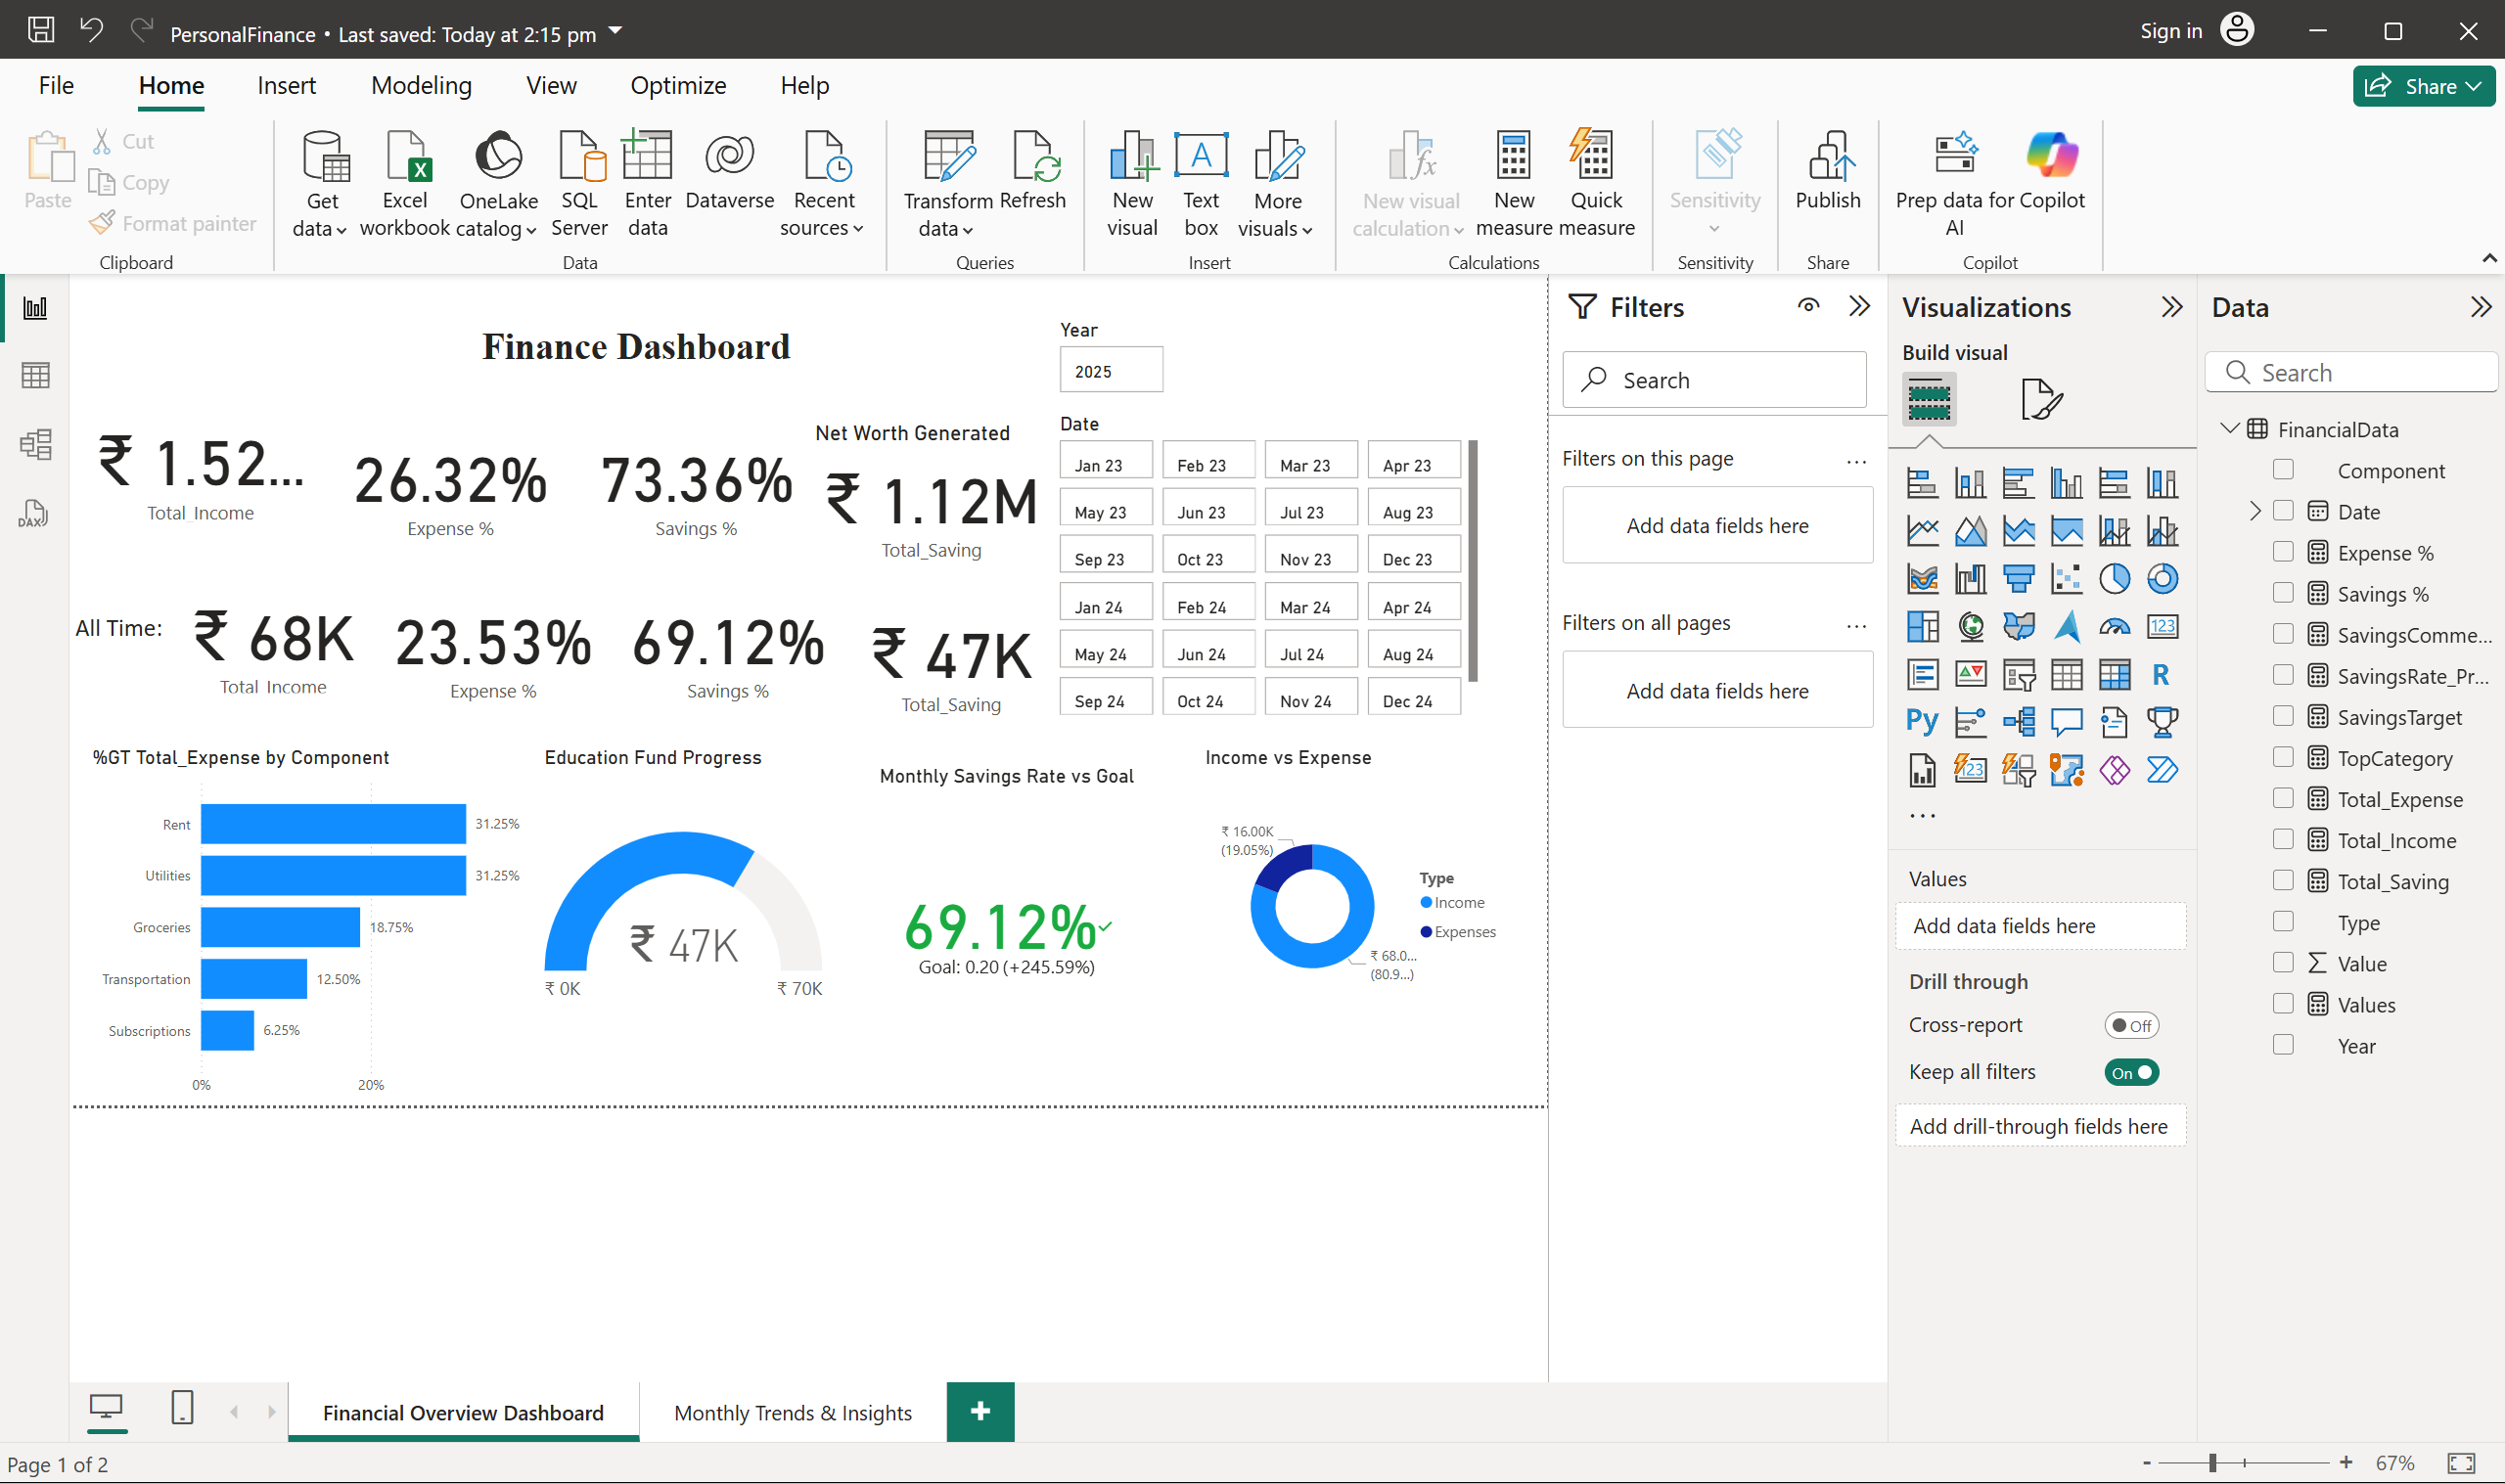 PersonalFinance • Last saved: Today at 2:15 pm
Sign in
File Home Insert Modeling View Optimize Help
Share
Paste
Cut
Copy
Format painter
Clipboard
Get data
Excel workbook
OneLake catalog
SQL Server
Enter data
Dataverse
Recent sources
Data
Transform data
Refresh
Queries
New visual
Text box
More visuals
Insert
New visual calculation
New measure
Quick measure
Calculations
Sensitivity
Sensitivity
Publish
Share
Prep data for AI
Copilot
Copilot
DAX
Finance Dashboard
Year
2025
₹ 1.52...
Total_Income
26.32%
Expense %
73.36%
Savings %
Net Worth Generated
₹ 1.12M
Total_Saving
Date
Jan 23 Feb 23 Mar 23 Apr 23
May 23 Jun 23 Jul 23 Aug 23
Sep 23 Oct 23 Nov 23 Dec 23
Jan 24 Feb 24 Mar 24 Apr 24
May 24 Jun 24 Jul 24 Aug 24
Sep 24 Oct 24 Nov 24 Dec 24
All Time:
₹ 68K
Total_Income
23.53%
Expense %
69.12%
Savings %
₹ 47K
Total_Saving
%GT Total_Expense by Component
Rent 31.25%
Utilities 31.25%
Groceries 18.75%
Transportation 12.50%
Subscriptions 6.25%
0% 20%
Education Fund Progress
₹ 47K
₹ 0K ₹ 70K
Monthly Savings Rate vs Goal
69.12%
Goal: 0.20 (+245.59%)
Income vs Expense
₹ 16.00K
(19.05%)
₹ 68.0...
(80.9...)
Type
Income
Expenses
Filters
Search
Filters on this page ...
Add data fields here
Filters on all pages ...
Add data fields here
Visualizations
Build visual
123
R
Py
123
...
Values
Add data fields here
Drill through
Cross-report Off
Keep all filters On
Add drill-through fields here
Data
Search
FinancialData
Component
Date
Expense %
Savings %
SavingsComme...
SavingsRate_Pr...
SavingsTarget
TopCategory
Total_Expense
Total_Income
Total_Saving
Type
Value
Values
Year
Financial Overview Dashboard
Monthly Trends & Insights
+
Page 1 of 2
- + 67%